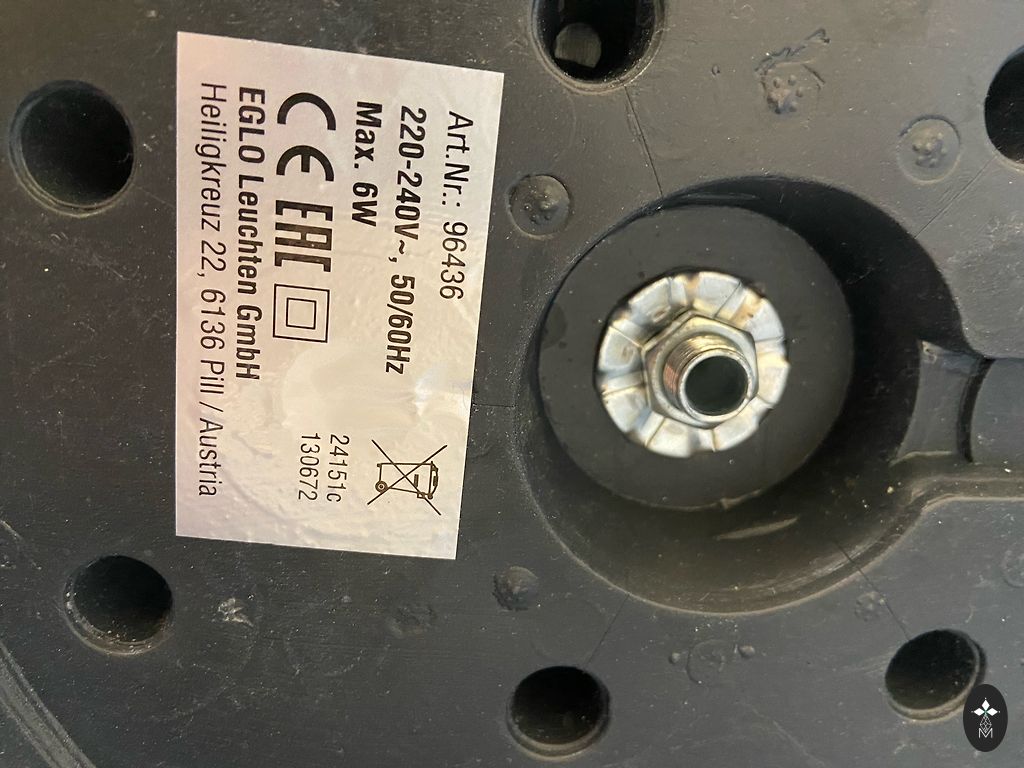 Art.Nr.: 96436
220-240V~, 50/60Hz
Max. 6W
CE EAC
EGLO Leuchten GmbH
Heiligkreuz 22, 6136 Pill / Austria
24151c
130672
M